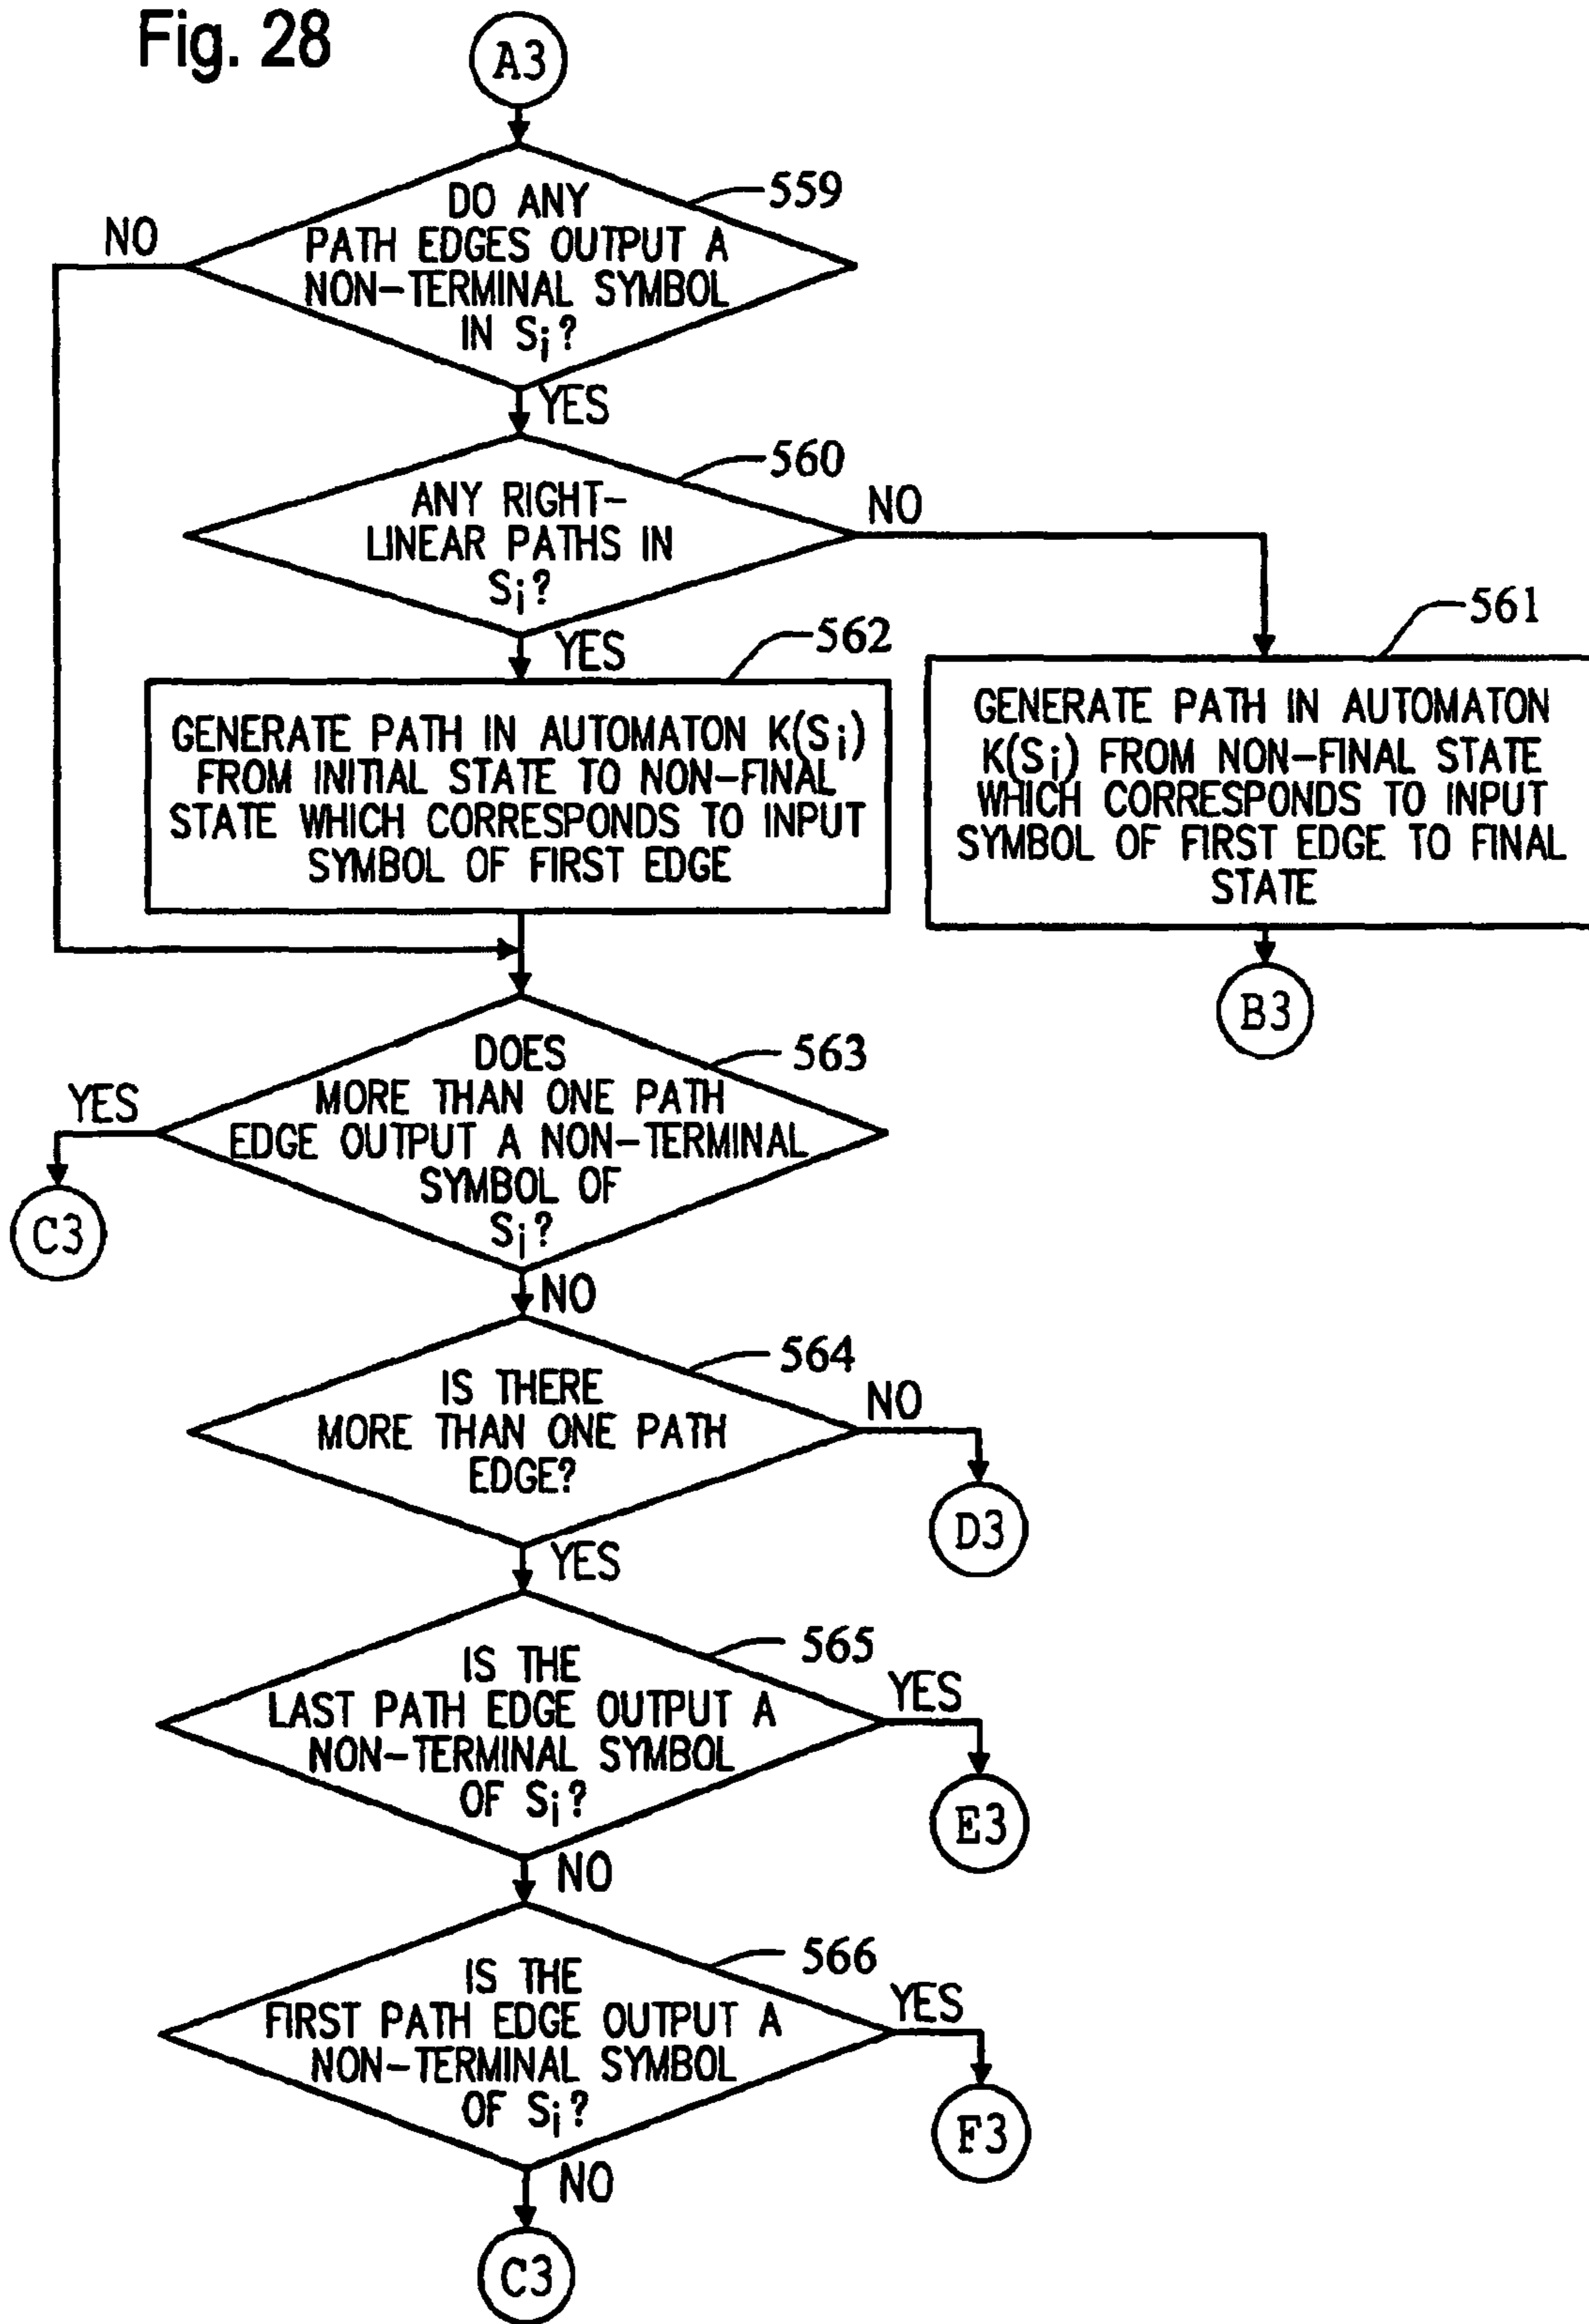 Fig. 28
A3
DO ANY
PATH EDGES OUTPUT A
NON-TERMINAL SYMBOL
IN Si?
559
NO
YES
ANY RIGHT-
LINEAR PATHS IN
Si?
560
NO
YES
562
GENERATE PATH IN AUTOMATON K(Si)
FROM INITIAL STATE TO NON-FINAL
STATE WHICH CORRESPONDS TO INPUT
SYMBOL OF FIRST EDGE
561
GENERATE PATH IN AUTOMATON
K(Si) FROM NON-FINAL STATE
WHICH CORRESPONDS TO INPUT
SYMBOL OF FIRST EDGE TO FINAL
STATE
B3
DOES
MORE THAN ONE PATH
EDGE OUTPUT A NON-TERMINAL
SYMBOL OF
Si?
563
YES
C3
NO
IS THERE
MORE THAN ONE PATH
EDGE?
564
NO
D3
YES
IS THE
LAST PATH EDGE OUTPUT A
NON-TERMINAL SYMBOL
OF Si?
565
YES
E3
NO
IS THE
FIRST PATH EDGE OUTPUT A
NON-TERMINAL SYMBOL
OF Si?
566
YES
F3
NO
C3